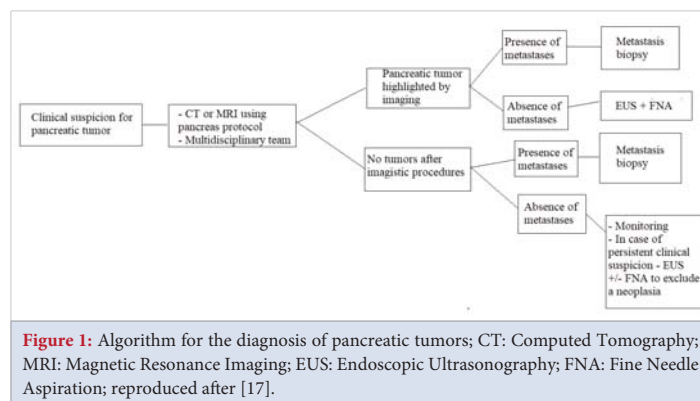 Clinical suspicion for
pancreatic tumor
- CT or MRI using
pancreas protocol
- Multidisciplinary team
Pancreatic tumor
highlighted by
imaging
Presence of
metastases
Metastasis
biopsy
Absence of
metastases
EUS + FNA
No tumors after
imagistic procedures
Presence of
metastases
Metastasis
biopsy
Absence of
metastases
- Monitoring
- In case of
persistent clinical
suspicion - EUS
+/- FNA to exclude
a neoplasia
Figure 1: Algorithm for the diagnosis of pancreatic tumors; CT: Computed Tomography;
MRI: Magnetic Resonance Imaging; EUS: Endoscopic Ultrasonography; FNA: Fine Needle
Aspiration; reproduced after [17].